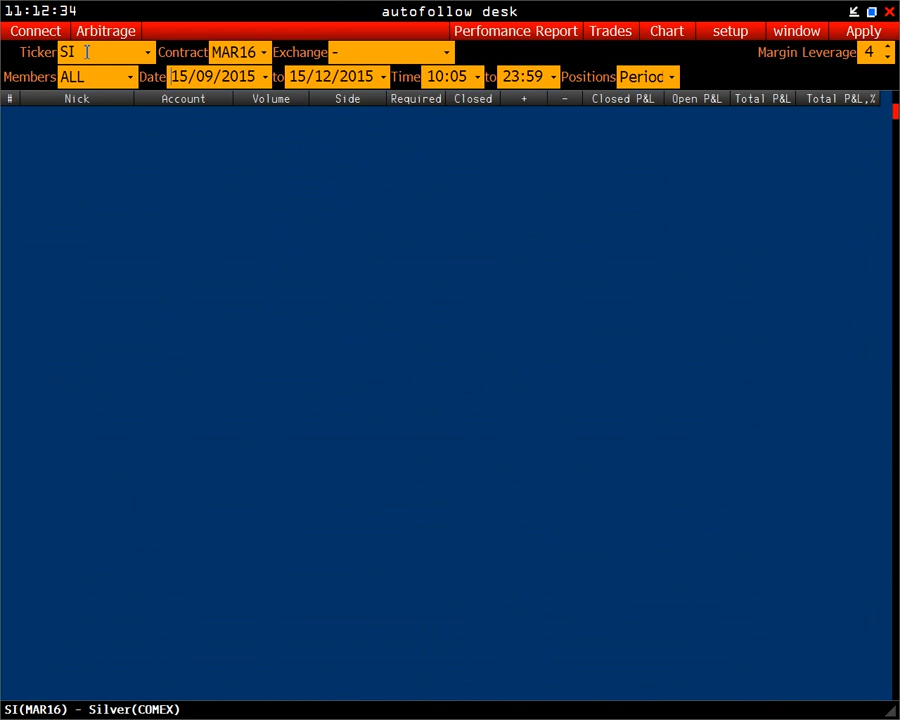 11:12:34 autofollow desk
Connect Arbitrage Perfomance Report Trades Chart setup window Apply
Ticker SI Contract MAR16 Exchange - Margin Leverage 4
Members ALL Date 15/09/2015 to 15/12/2015 Time 10:05 to 23:59 Positions Period
# Nick Account Volume Side Required Closed + - Closed P&L Open P&L Total P&L Total P&L,%
SI(MAR16) - Silver(COMEX)